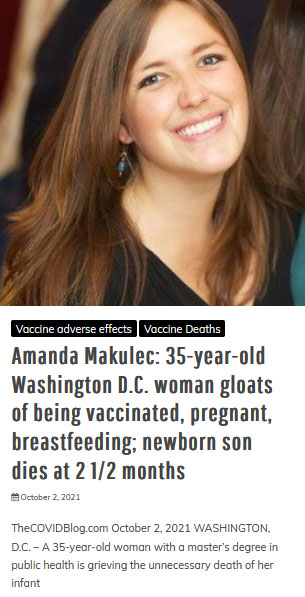 Vaccine adverse effects Vaccine Deaths
Amanda Makulec: 35-year-old
Washington D.C. woman gloats
of being vaccinated, pregnant,
breastfeeding; newborn son
dies at 2 1/2 months
October 2, 2021
TheCOVIDBlog.com October 2, 2021 WASHINGTON,
D.C. – A 35-year-old woman with a master's degree in
public health is grieving the unnecessary death of her
infant